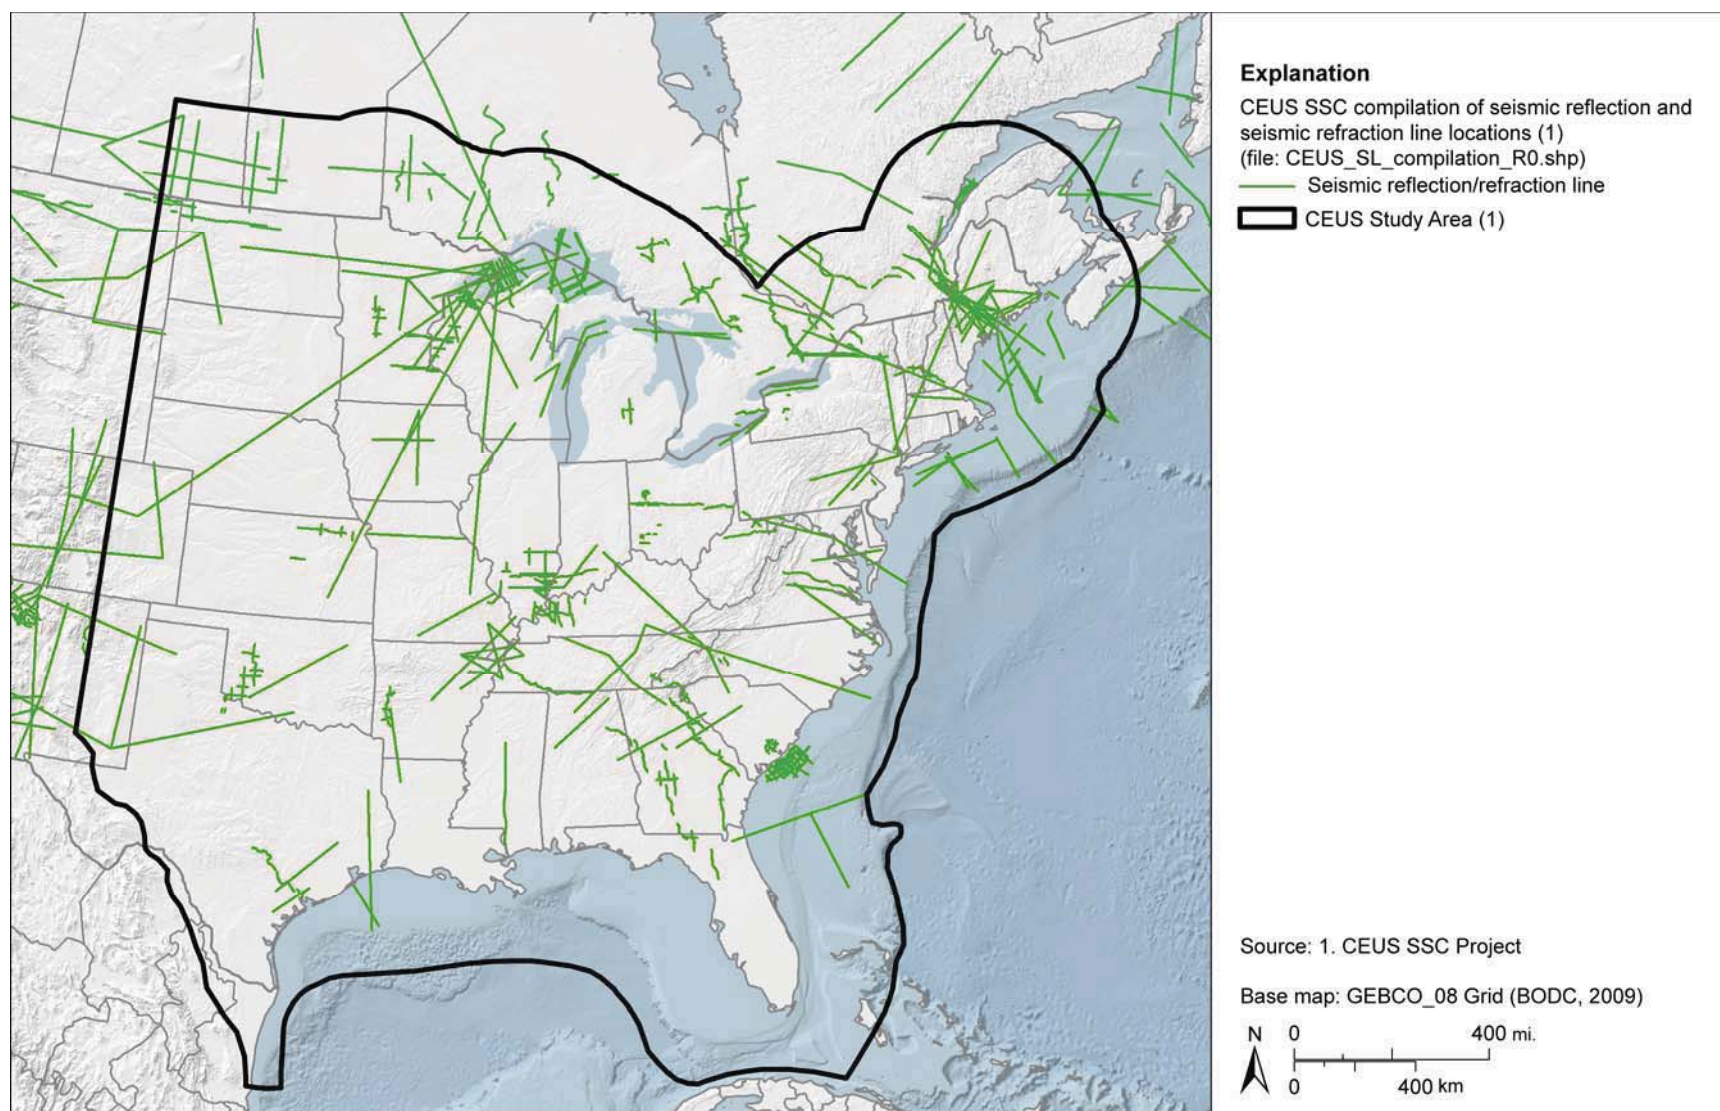 Explanation
CEUS SSC compilation of seismic reflection and
seismic refraction line locations (1)
(file: CEUS_SL_compilation_R0.shp)
Seismic reflection/refraction line
CEUS Study Area (1)
Source: 1. CEUS SSC Project
Base map: GEBCO_08 Grid (BODC, 2009)
N 0 400 mi.
0 400 km